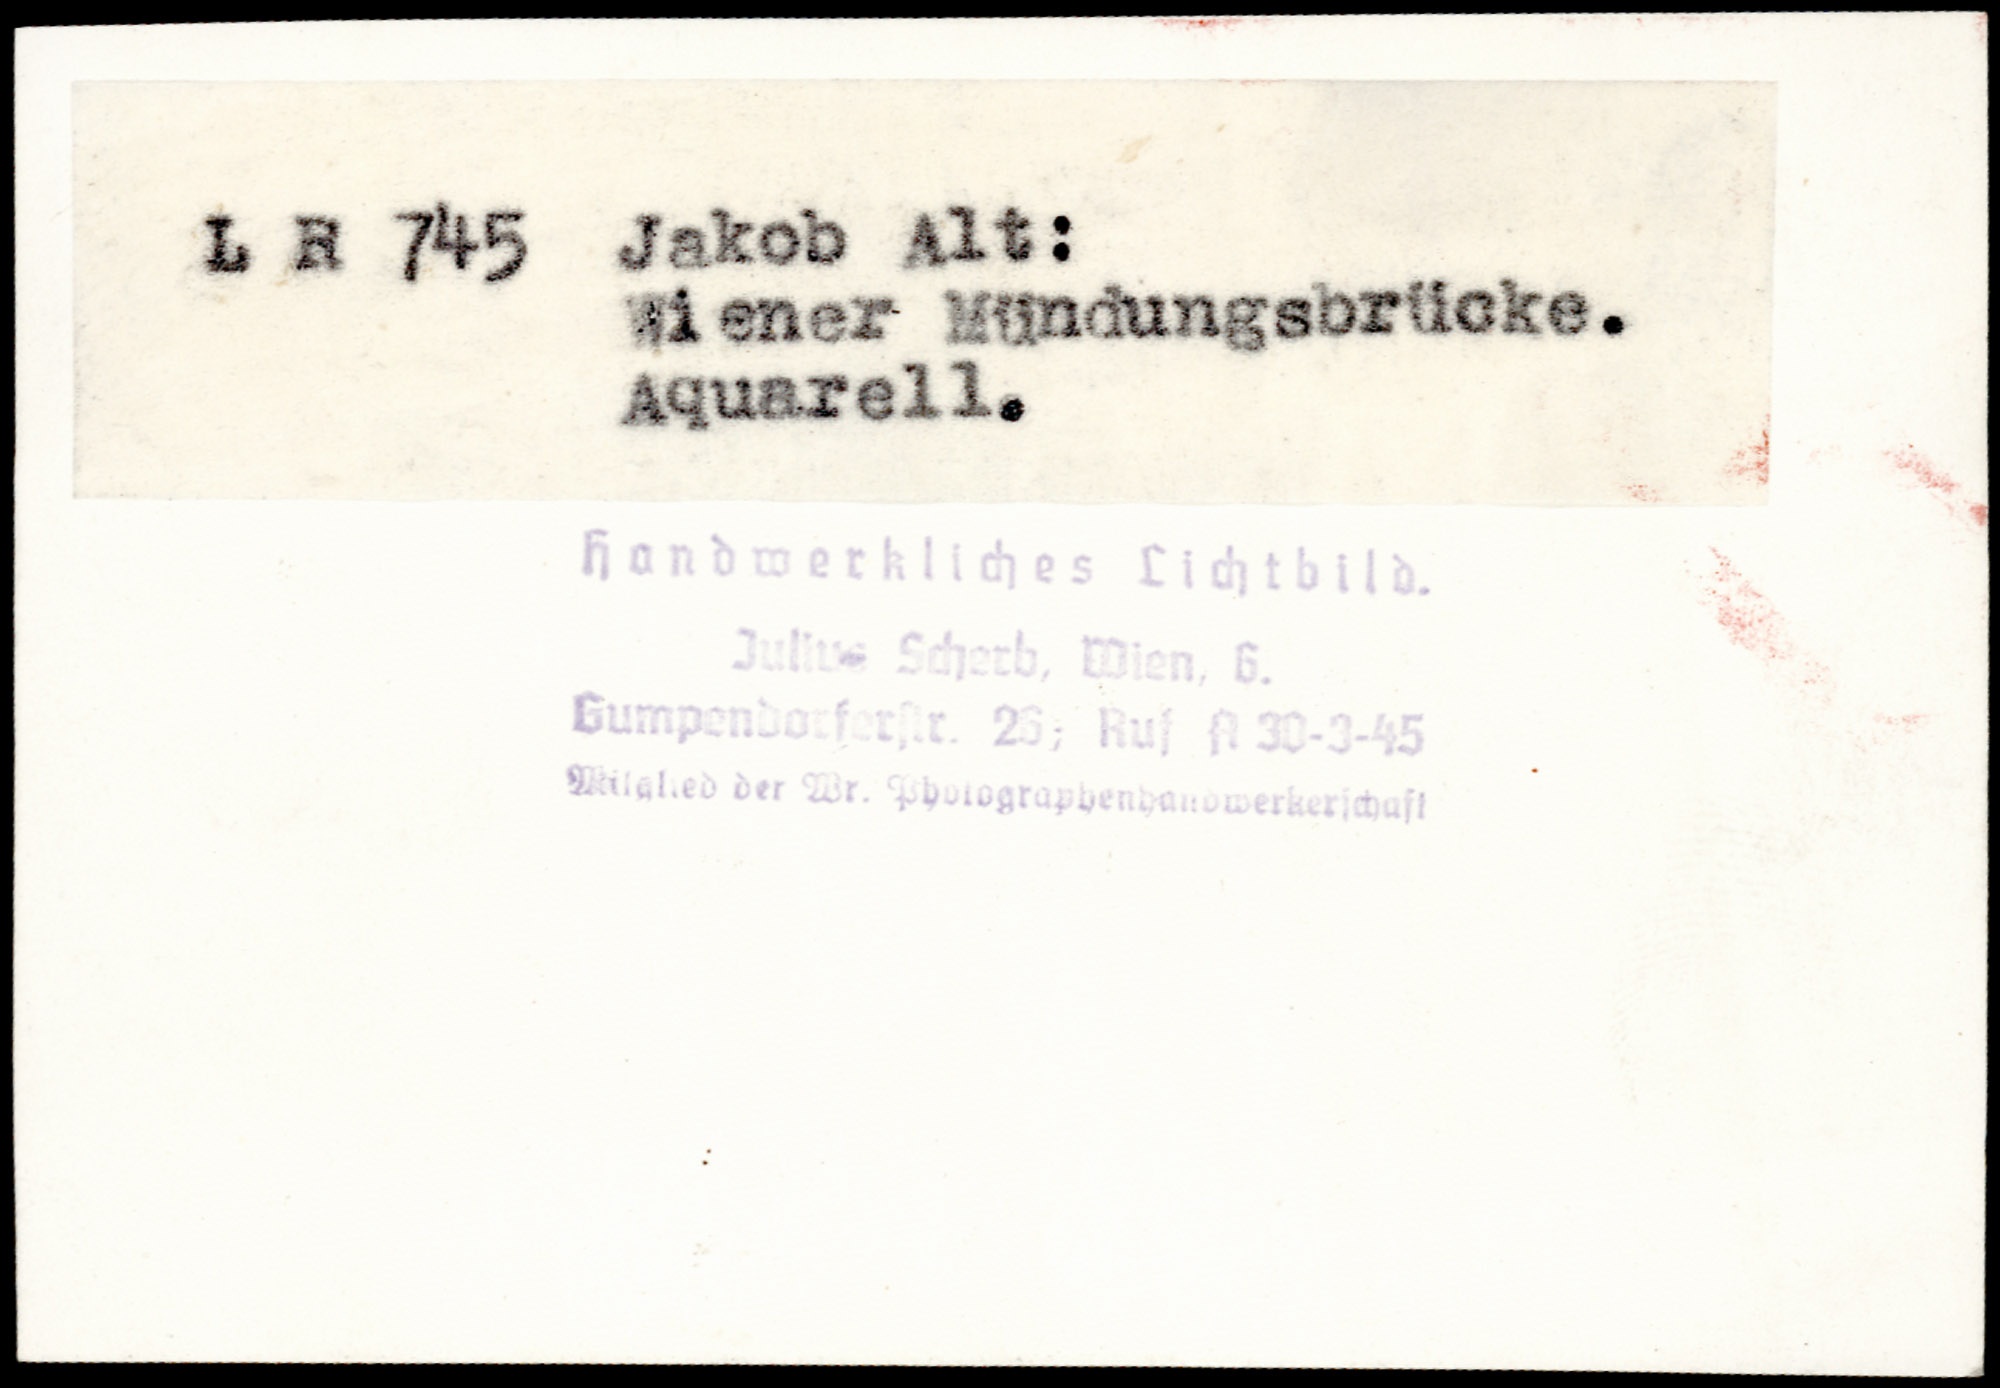 L R 745 Jakob Alt:
Wiener Mündungsbrücke.
Aquarell.
Handwerkliches Lichtbild.
Julius Scherb, Wien, 6.
Gumpendorferstr. 26; Ruf A 30-3-45
Mitglied der Wr. Photographenhandwerkerschaft